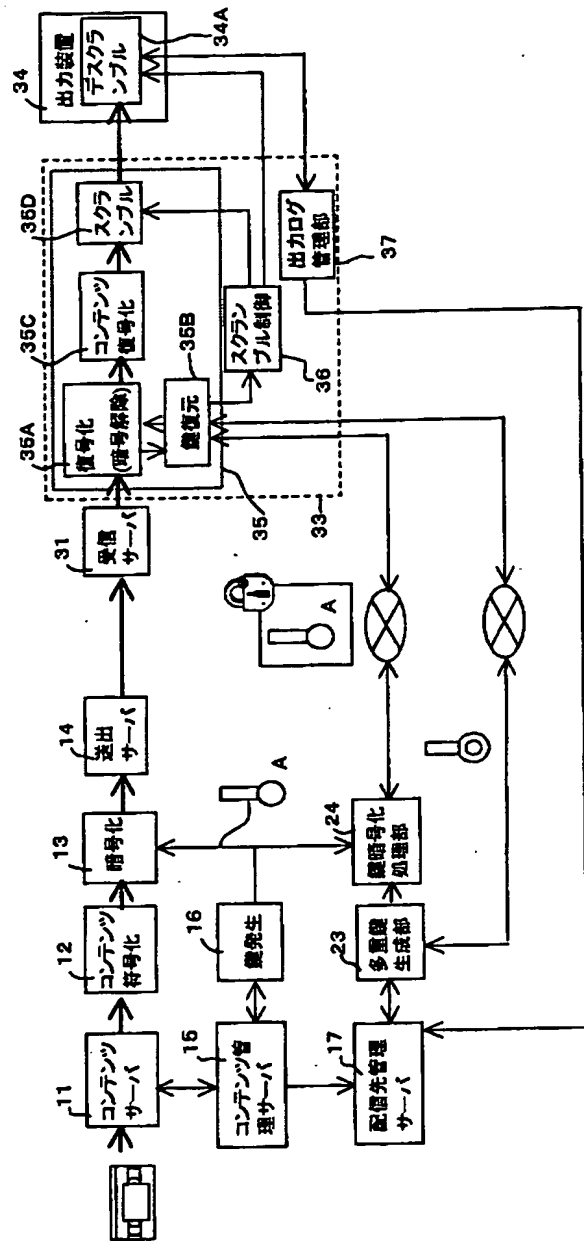 11
コンテンツ
サーバ
12
コンテンツ
符号化
13
暗号化
14
送出
サーバ
31
受信
サーバ
35A
復号化
(暗号解除)
35C
コンテンツ
復号化
35D
スクラ
ンブル
34
出力装置
デスクラ
ンブル
34A
35B
鍵復元
スクラン
ブル制御
36
出力ログ
管理部
37
35
33
A
A
15
コンテンツ管
理サーバ
16
鍵発生
17
配信先管理
サーバ
23
多重鍵
生成部
24
鍵暗号化
処理部